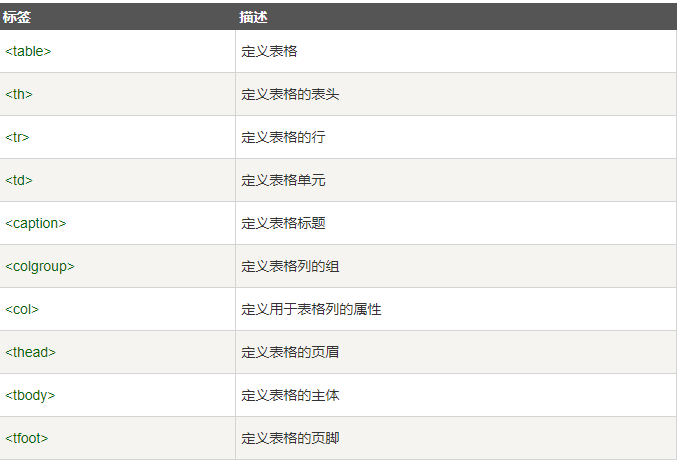 标签 描述
<table> 定义表格
<th> 定义表格的表头
<tr> 定义表格的行
<td> 定义表格单元
<caption> 定义表格标题
<colgroup> 定义表格列的组
<col> 定义用于表格列的属性
<thead> 定义表格的页眉
<tbody> 定义表格的主体
<tfoot> 定义表格的页脚